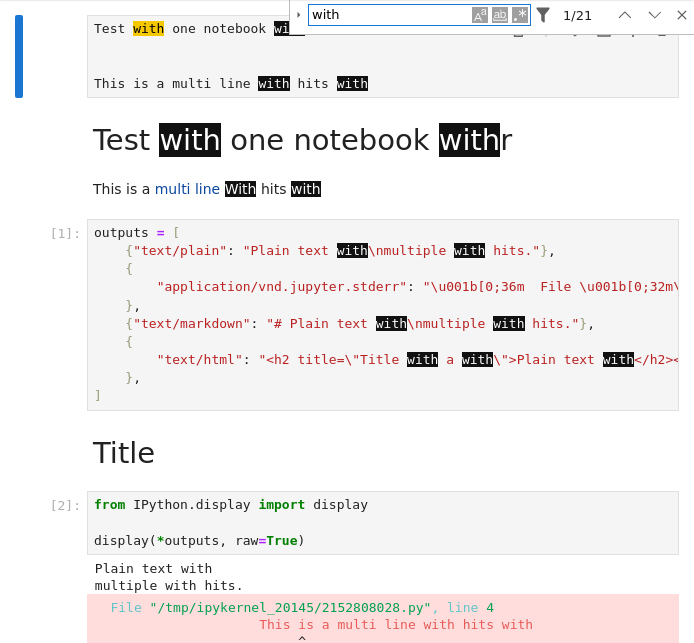 with
1/21
Test with one notebook wi
This is a multi line with hits with
Test with one notebook withr
This is a multi line With hits with
[1]:
outputs = [
{"text/plain": "Plain text with\nmultiple with hits."},
{
"application/vnd.jupyter.stderr": "\u001b[0;36m  File \u001b[0;32m\
},
{"text/markdown": "# Plain text with\nmultiple with hits."},
{
"text/html": "<h2 title=\"Title with a with\">Plain text with</h2><
},
]
Title
[2]:
from IPython.display import display
display(*outputs, raw=True)
Plain text with
multiple with hits.
File "/tmp/ipykernel_20145/2152808028.py", line 4
This is a multi line with hits with
^